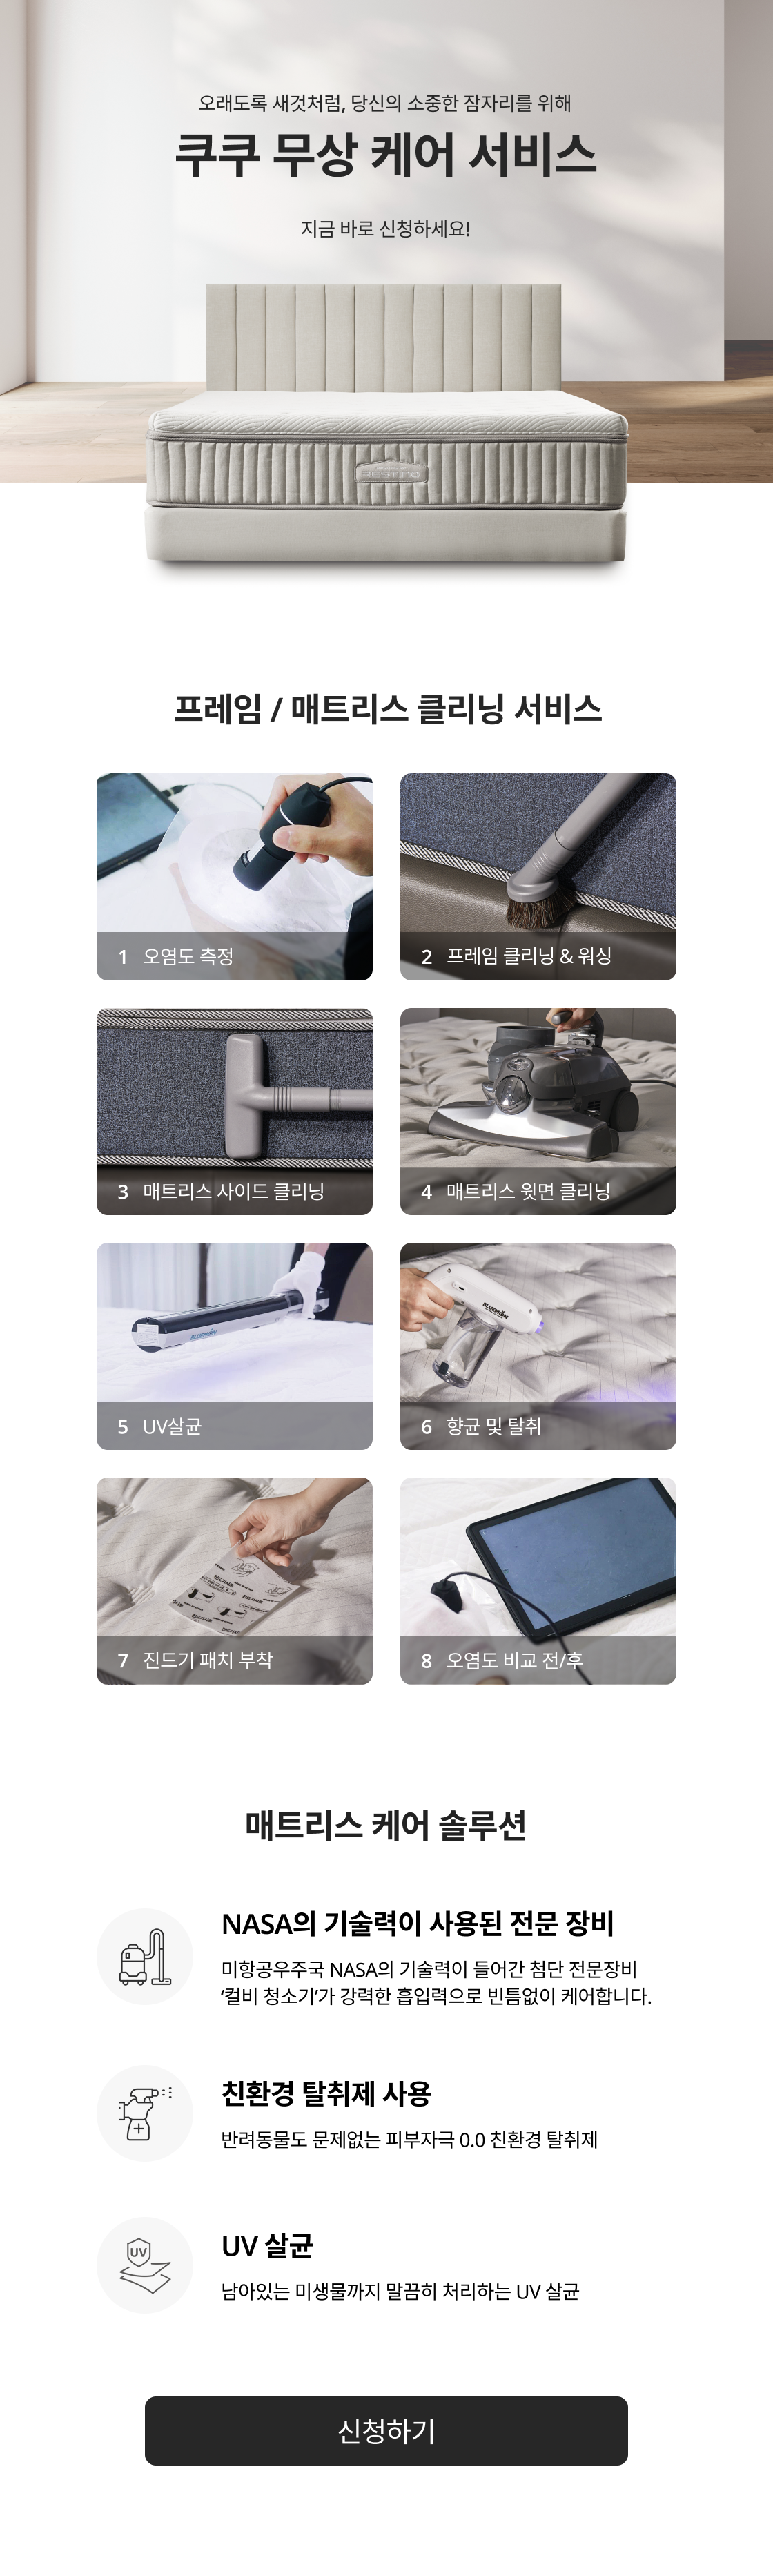 오래도록 새것처럼, 당신의 소중한 잠자리를 위해
쿠쿠 무상 케어 서비스
지금 바로 신청하세요!
RESTINO
프레임 / 매트리스 클리닝 서비스
1 오염도 측정
2 프레임 클리닝 & 워싱
3 매트리스 사이드 클리닝
4 매트리스 윗면 클리닝
5 UV살균
6 향균 및 탈취
7 진드기 패치 부착
8 오염도 비교 전/후
매트리스 케어 솔루션
NASA의 기술력이 사용된 전문 장비
미항공우주국 NASA의 기술력이 들어간 첨단 전문장비
‘컬비 청소기’가 강력한 흡입력으로 빈틈없이 케어합니다.
친환경 탈취제 사용
반려동물도 문제없는 피부자극 0.0 친환경 탈취제
UV
UV 살균
남아있는 미생물까지 말끔히 처리하는 UV 살균
신청하기